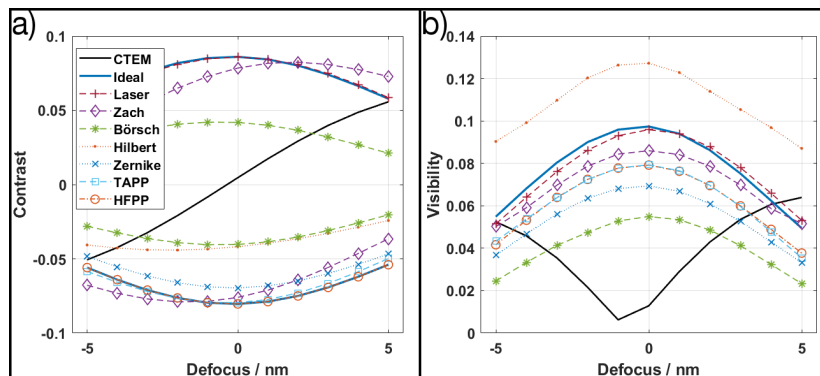 a)
0.1
0.05
0
-0.05
-0.1
Contrast
CTEM
Ideal
Laser
Zach
Börsch
Hilbert
Zernike
TAPP
HFPP
-5
0
5
Defocus / nm
b)
0.14
0.12
0.1
0.08
0.06
0.04
0.02
0
Visibility
-5
0
5
Defocus / nm